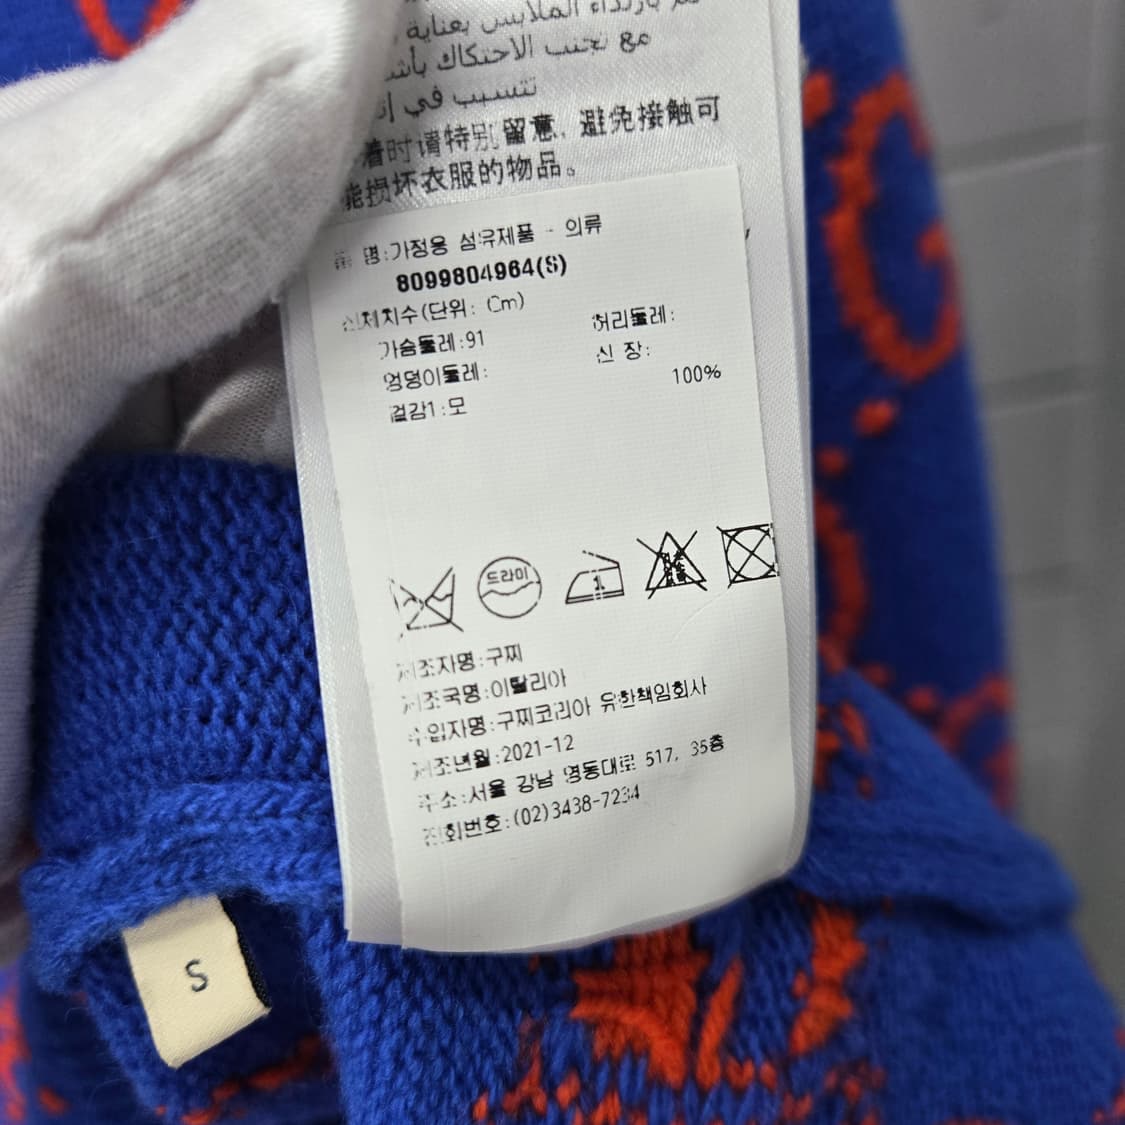 بارتداء الملابس بعناية
مع تجنب الاحتكاك
تتسبب في
着时请特别留意，避免接触可
能损坏衣服的物品。
품 명:가정용 섬유제품 - 의류
8099804964(S)
신체치수(단위: Cm)
가슴둘레:91 허리둘레:
엉덩이둘레: 신 장:
겉감1:모 100%
드라이
1
제조자명:구찌
제조국명:이탈리아
수입자명:구찌코리아 유한책임회사
제조년월:2021-12
주소:서울 강남 영동대로 517, 35층
전화번호:(02)3438-7234
S